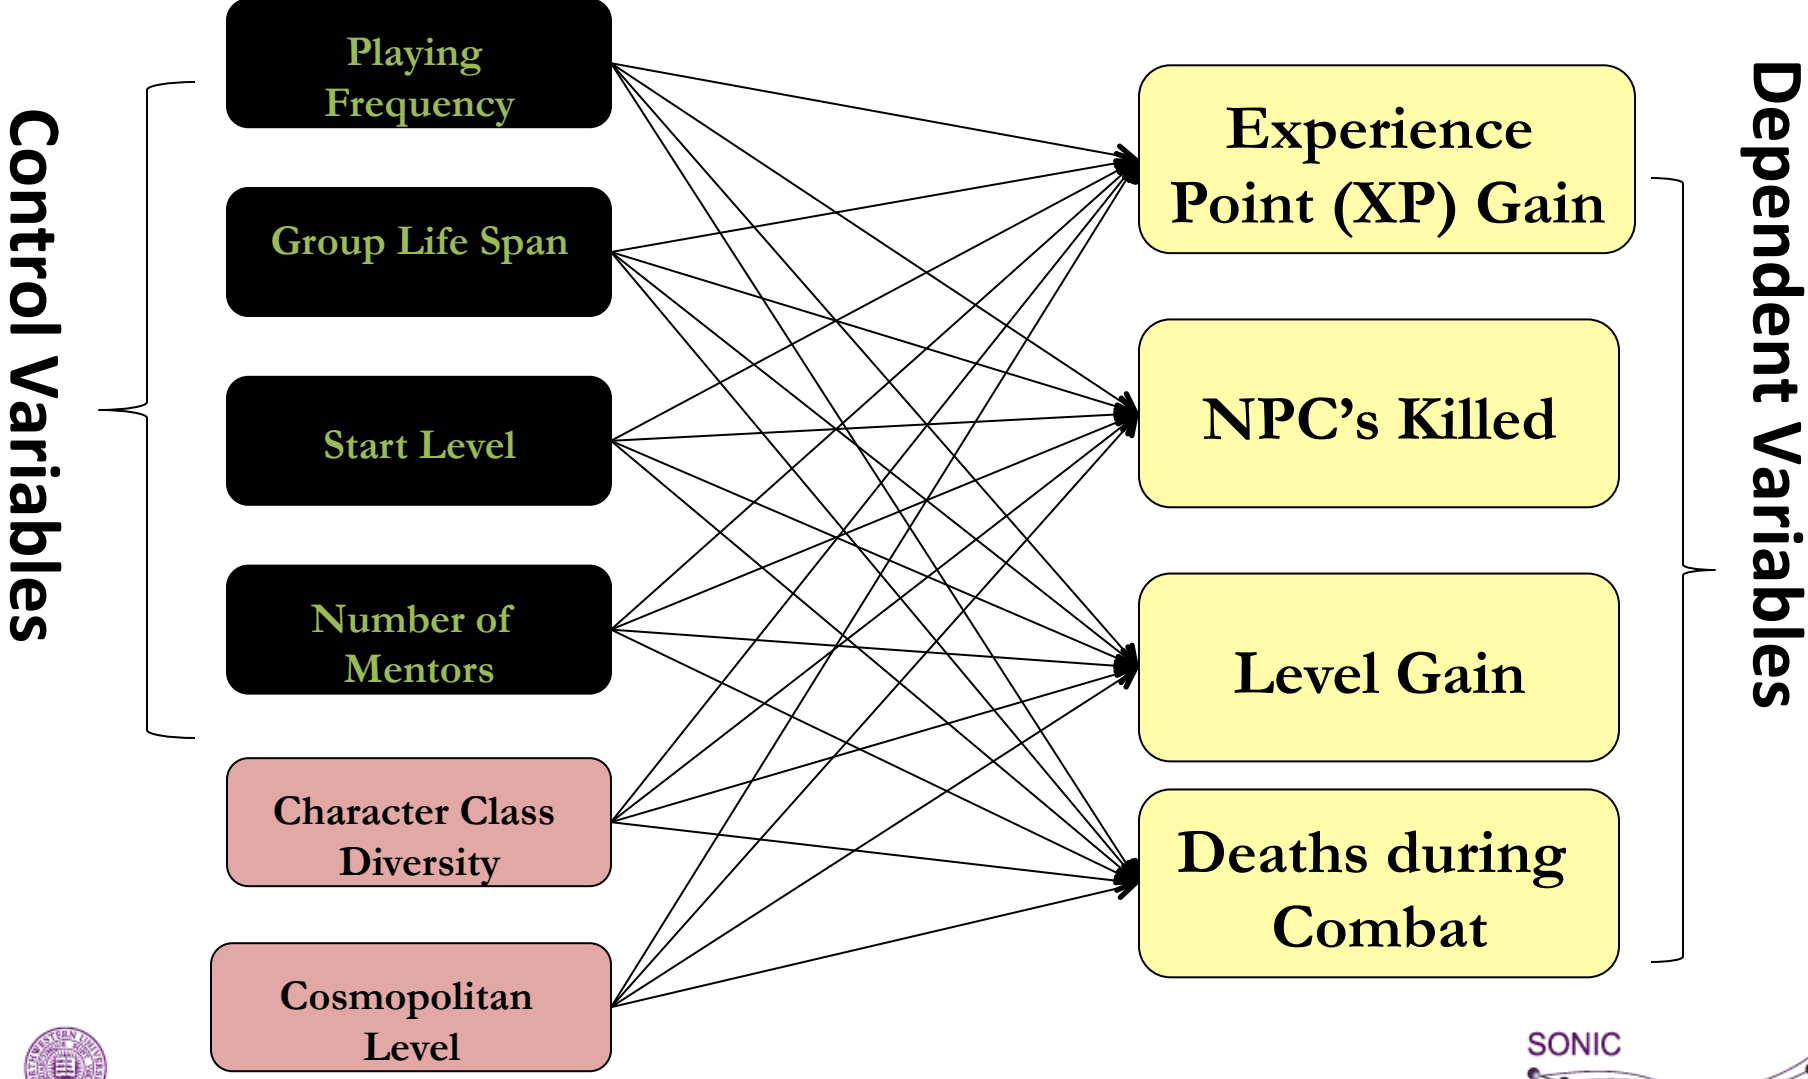 Control Variables
Playing
Frequency
Group Life Span
Start Level
Number of
Mentors
Character Class
Diversity
Cosmopolitan
Level
Experience
Point (XP) Gain
NPC’s Killed
Level Gain
Deaths during
Combat
Dependent Variables
SONIC